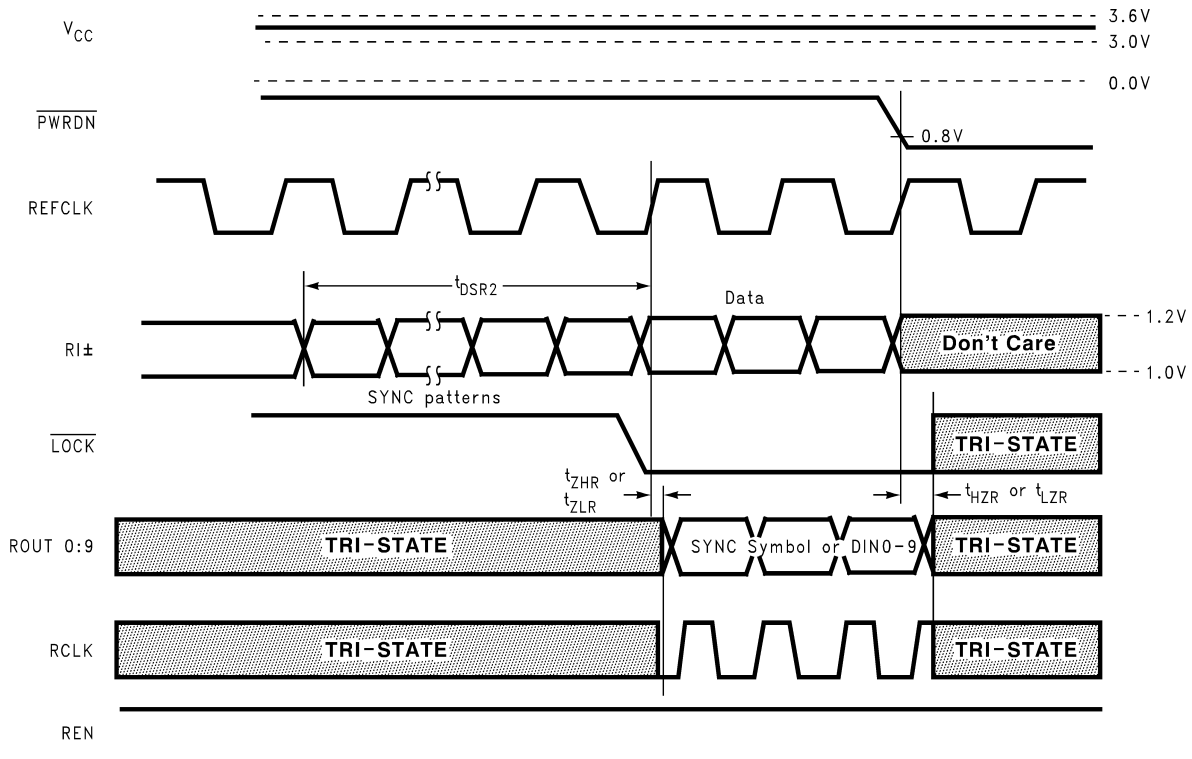 3.6V
VCC
3.0V
0.0V
PWRDN
0.8V
REFCLK
tDSR2
Data
1.2V
RI±
Don't Care
1.0V
SYNC patterns
LOCK
TRI-STATE
tZHR or
tZLR
tHZR or tLZR
ROUT 0:9
TRI-STATE
SYNC Symbol or DIN0-9
TRI-STATE
RCLK
TRI-STATE
TRI-STATE
REN